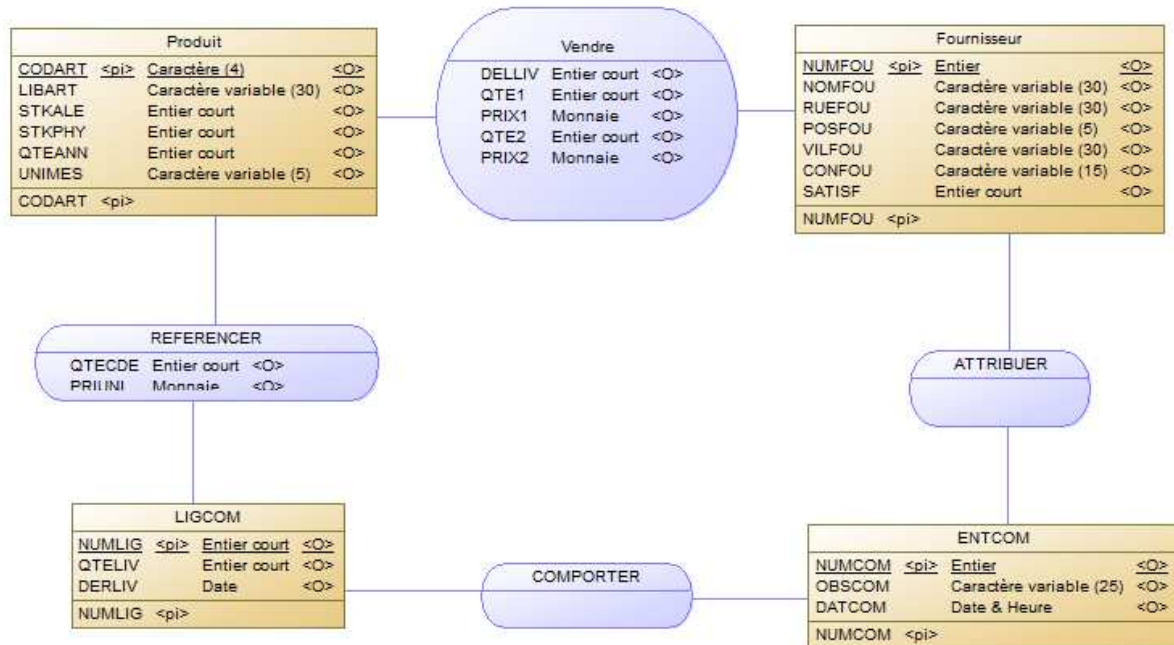 Produit
CODART <pi> Caractère (4) <O>
LIBART Caractère variable (30) <O>
STKALE Entier court <O>
STKPHY Entier court <O>
QTEANN Entier court <O>
UNIMES Caractère variable (5) <O>
CODART <pi>
Vendre
DELLIV Entier court <O>
QTE1 Entier court <O>
PRIX1 Monnaie <O>
QTE2 Entier court <O>
PRIX2 Monnaie <O>
Fournisseur
NUMFOU <pi> Entier <O>
NOMFOU Caractère variable (30) <O>
RUEFOU Caractère variable (30) <O>
POSFOU Caractère variable (5) <O>
VILFOU Caractère variable (30) <O>
CONFOU Caractère variable (15) <O>
SATISF Entier court <O>
NUMFOU <pi>
REFERENCER
QTECDE Entier court <O>
PRIUNI Monnaie <O>
ATTRIBUER
LIGCOM
NUMLIG <pi> Entier court <O>
QTELIV Entier court <O>
DERLIV Date <O>
NUMLIG <pi>
COMPORTER
ENTCOM
NUMCOM <pi> Entier <O>
OBSCOM Caractère variable (25) <O>
DATCOM Date & Heure <O>
NUMCOM <pi>